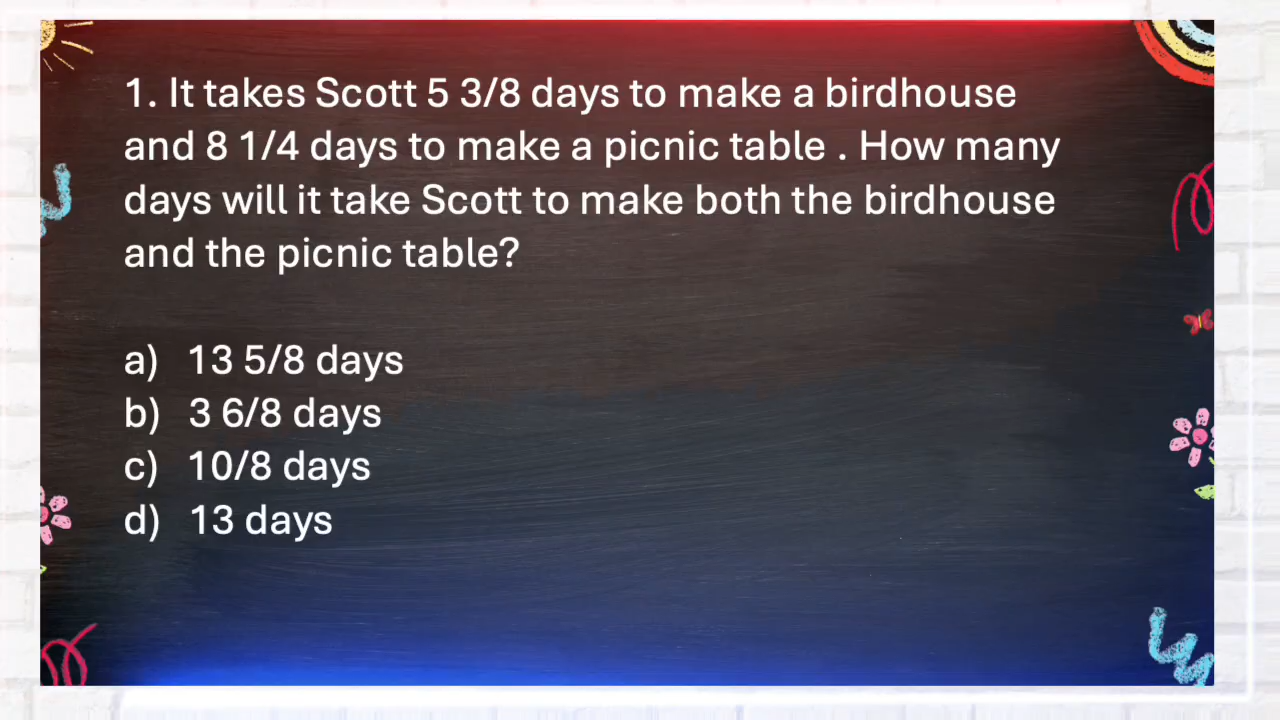 1. It takes Scott 5 3/8 days to make a birdhouse
and 8 1/4 days to make a picnic table . How many
days will it take Scott to make both the birdhouse
and the picnic table?
a) 13 5/8 days
b) 3 6/8 days
c) 10/8 days
d) 13 days